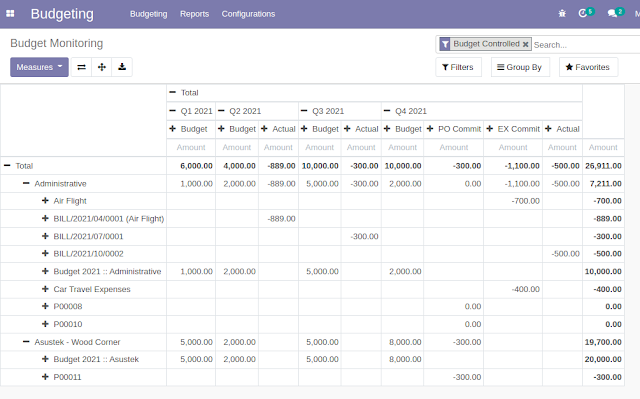 Budgeting Budgeting Reports Configurations 5 2 M
Budget Monitoring Budget Controlled Search...
Measures Filters Group By Favorites
Total
Q1 2021 Q2 2021 Q3 2021 Q4 2021
Budget Budget Actual Budget Actual Budget PO Commit EX Commit Actual
Amount Amount Amount Amount Amount Amount Amount Amount Amount Amount
Total 6,000.00 4,000.00 -889.00 10,000.00 -300.00 10,000.00 -300.00 -1,100.00 -500.00 26,911.00
Administrative 1,000.00 2,000.00 -889.00 5,000.00 -300.00 2,000.00 0.00 -1,100.00 -500.00 7,211.00
Air Flight -700.00 -700.00
BILL/2021/04/0001 (Air Flight) -889.00 -889.00
BILL/2021/07/0001 -300.00 -300.00
BILL/2021/10/0002 -500.00 -500.00
Budget 2021 :: Administrative 1,000.00 2,000.00 5,000.00 2,000.00 10,000.00
Car Travel Expenses -400.00 -400.00
P00008 0.00 0.00
P00010 0.00 0.00
Asustek - Wood Corner 5,000.00 2,000.00 5,000.00 8,000.00 -300.00 19,700.00
Budget 2021 :: Asustek 5,000.00 2,000.00 5,000.00 8,000.00 20,000.00
P00011 -300.00 -300.00